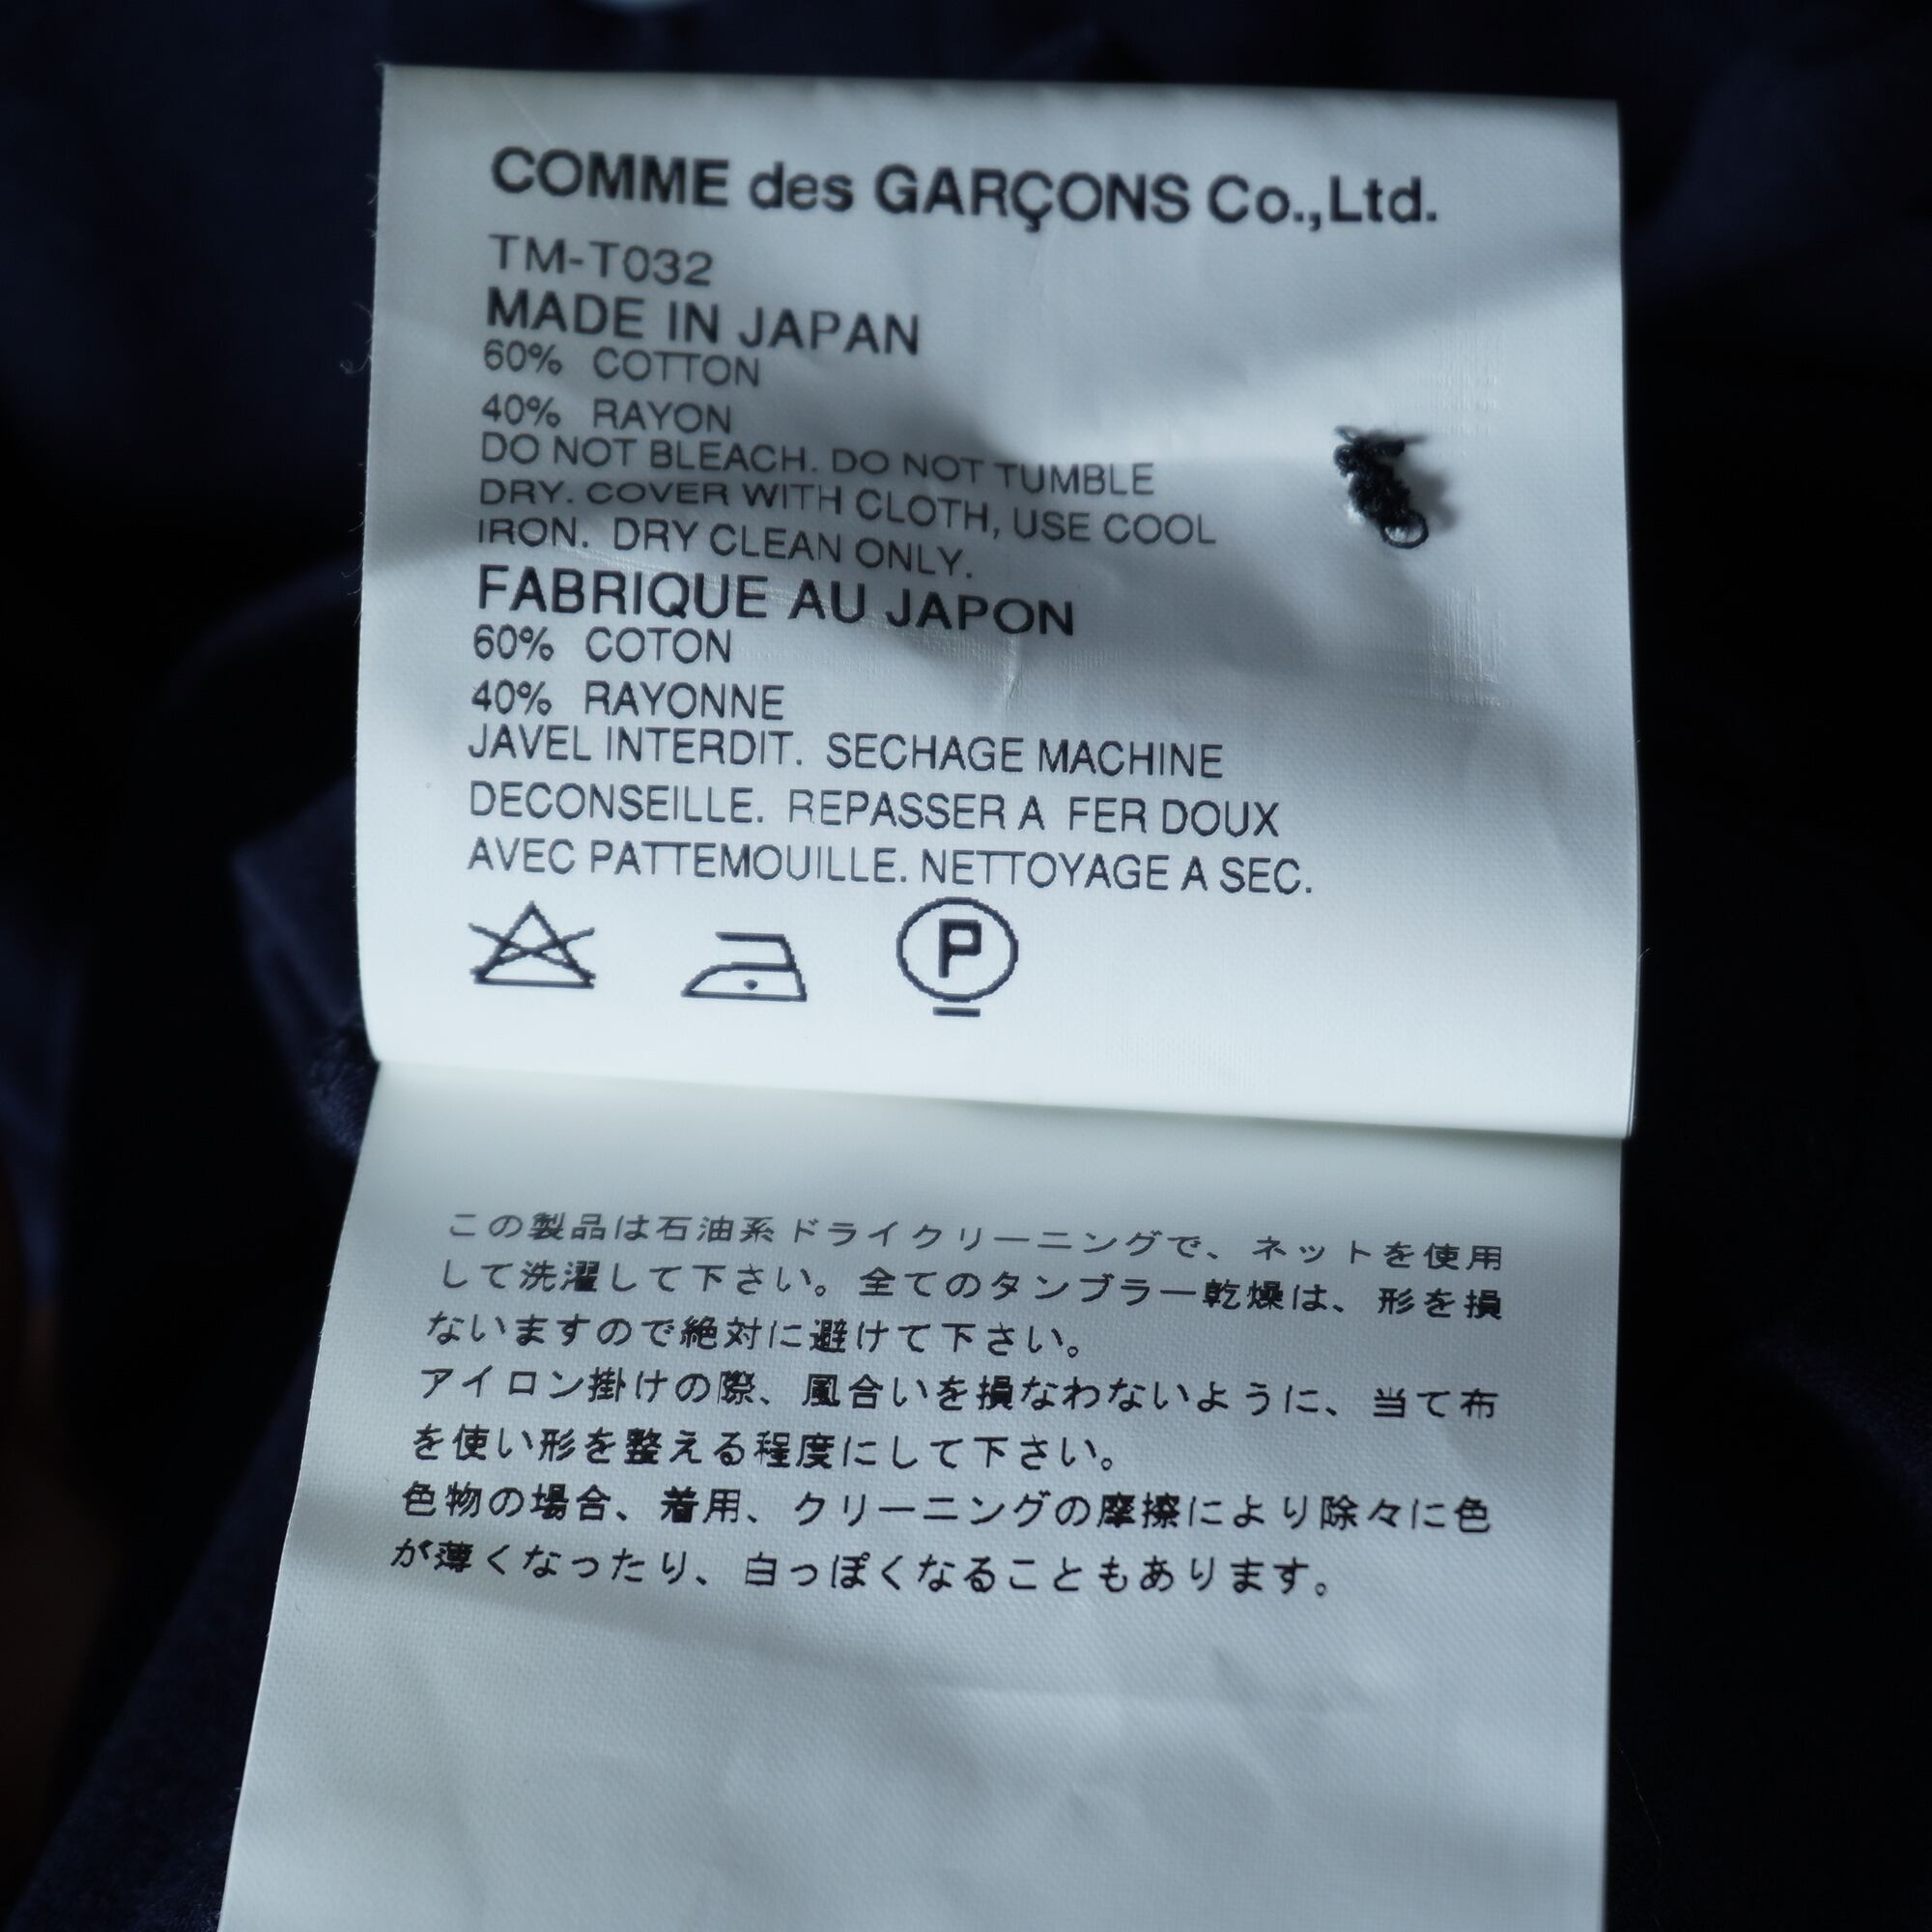 COMME des GARÇONS Co.,Ltd.
TM-T032
MADE IN JAPAN
60% COTTON
40% RAYON
DO NOT BLEACH. DO NOT TUMBLE
DRY. COVER WITH CLOTH, USE COOL
IRON. DRY CLEAN ONLY.
FABRIQUE AU JAPON
60% COTON
40% RAYONNE
JAVEL INTERDIT. SECHAGE MACHINE
DECONSEILLE. REPASSER A FER DOUX
AVEC PATTEMOUILLE. NETTOYAGE A SEC.
P
この製品は石油系ドライクリーニングで、ネットを使用
して洗濯して下さい。全てのタンブラー乾燥は、形を損
ないますので絶対に避けて下さい。
アイロン掛けの際、風合いを損なわないように、当て布
を使い形を整える程度にして下さい。
色物の場合、着用、クリーニングの摩擦により除々に色
が薄くなったり、白っぽくなることもあります。